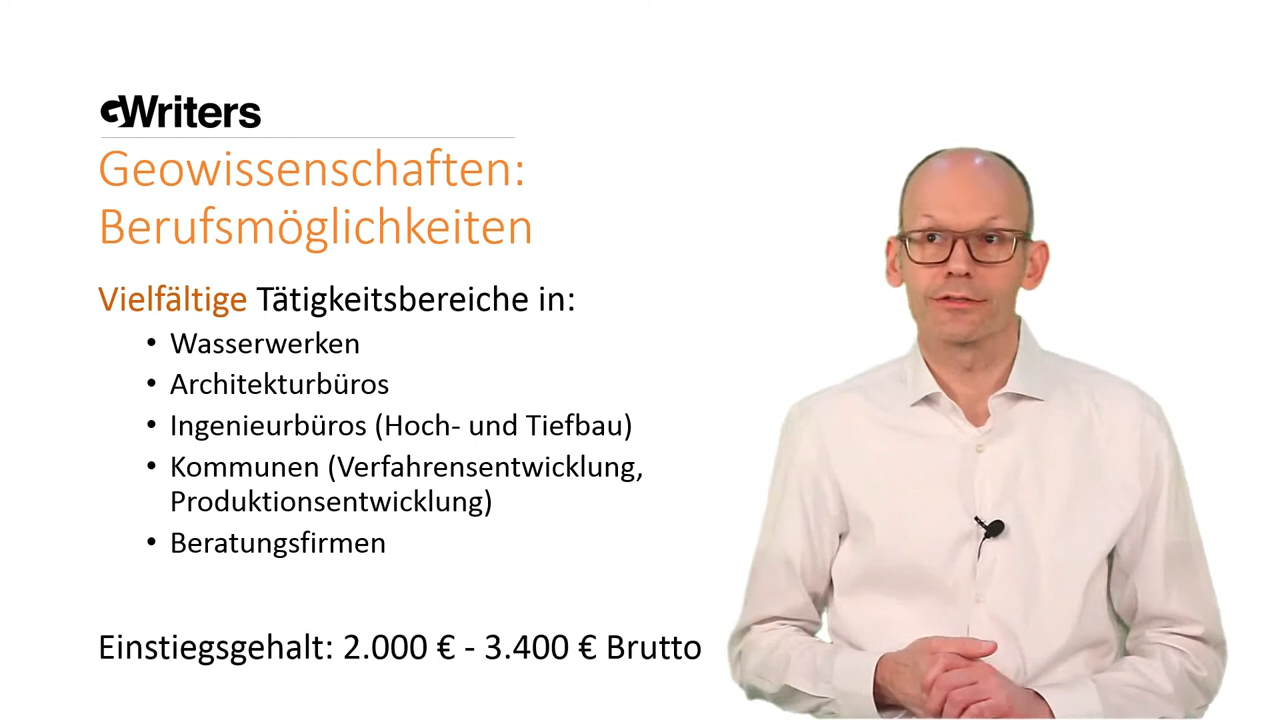 GWriters
Geowissenschaften:
Berufsmöglichkeiten
Vielfältige Tätigkeitsbereiche in:
• Wasserwerken
• Architekturbüros
• Ingenieurbüros (Hoch- und Tiefbau)
• Kommunen (Verfahrensentwicklung,
Produktionsentwicklung)
• Beratungsfirmen
Einstiegsgehalt: 2.000 € - 3.400 € Brutto